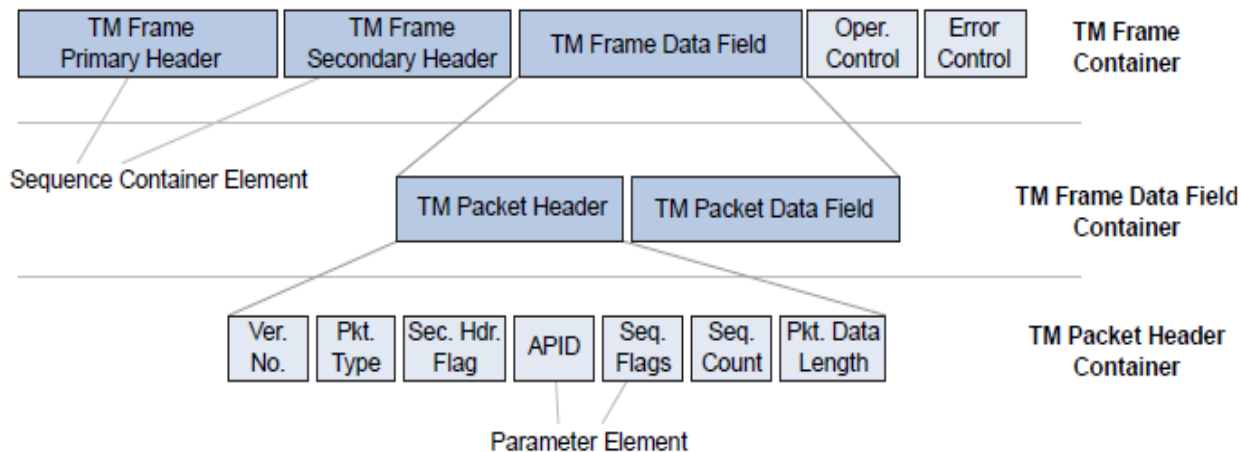 TM Frame
Primary Header
TM Frame
Secondary Header
TM Frame Data Field
Oper.
Control
Error
Control
TM Frame
Container
Sequence Container Element
TM Packet Header
TM Packet Data Field
TM Frame Data Field
Container
Ver.
No.
Pkt.
Type
Sec. Hdr.
Flag
APID
Seq.
Flags
Seq.
Count
Pkt. Data
Length
TM Packet Header
Container
Parameter Element